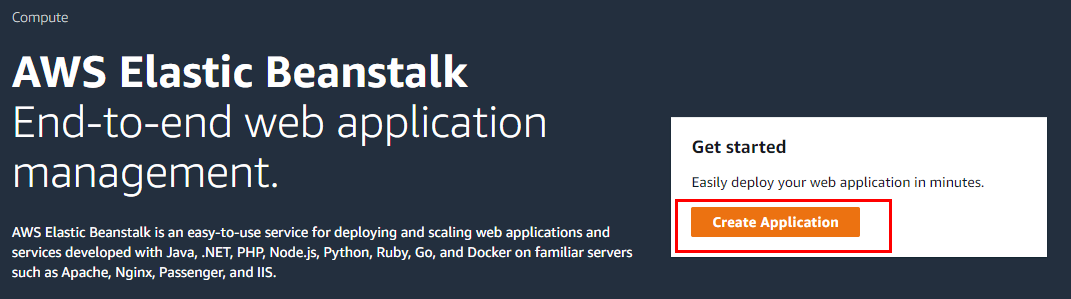 Compute
AWS Elastic Beanstalk
End-to-end web application
management.
AWS Elastic Beanstalk is an easy-to-use service for deploying and scaling web applications and
services developed with Java, .NET, PHP, Node.js, Python, Ruby, Go, and Docker on familiar servers
such as Apache, Nginx, Passenger, and IIS.
Get started
Easily deploy your web application in minutes.
Create Application